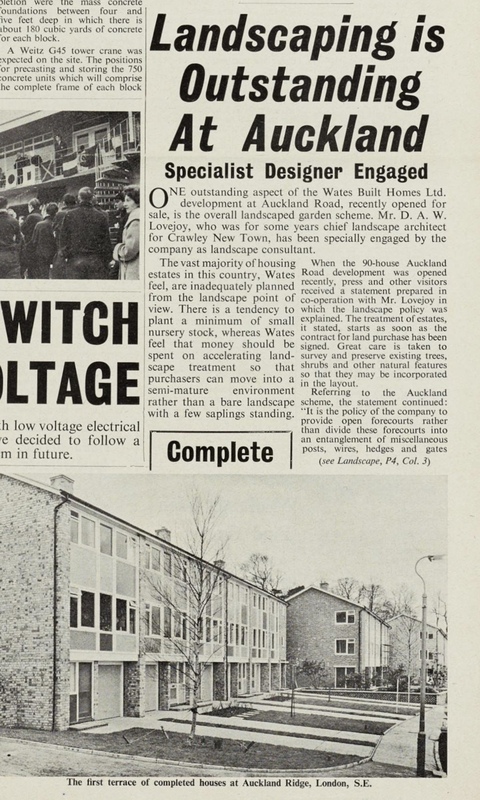 pletion were the mass concrete
foundations between four and
five feet deep in which there is
about 180 cubic yards of concrete
for each block.
A Weitz G45 tower crane was
expected on the site. The positions
for precasting and storing the 750
concrete units which will comprise
the complete frame of each block
WITCH
OLTAGE
th low voltage electrical
ve decided to follow a
m in future.
Landscaping is
Outstanding
At Auckland
Specialist Designer Engaged
ONE outstanding aspect of the Wates Built Homes Ltd.
development at Auckland Road, recently opened for
sale, is the overall landscaped garden scheme. Mr. D. A. W.
Lovejoy, who was for some years chief landscape architect
for Crawley New Town, has been specially engaged by the
company as landscape consultant.
The vast majority of housing
estates in this country, Wates
feel, are inadequately planned
from the landscape point of
view. There is a tendency to
plant a minimum of small
nursery stock, whereas Wates
feel that money should be
spent on accelerating land-
scape treatment so that
purchasers can move into a
semi-mature environment
rather than a bare landscape
with a few saplings standing.
Complete
When the 90-house Auckland
Road development was opened
recently, press and other visitors
received a statement prepared in
co-operation with Mr. Lovejoy in
which the landscape policy was
explained. The treatment of estates,
it stated, starts as soon as the
contract for land purchase has been
signed. Great care is taken to
survey and preserve existing trees,
shrubs and other natural features
so that they may be incorporated
in the layout.
Referring to the Auckland
scheme, the statement continued:
"It is the policy of the company to
provide open forecourts rather
than divide these forecourts into
an entanglement of miscellaneous
posts, wires, hedges and gates
(see Landscape, P4, Col. 3)
The first terrace of completed houses at Auckland Ridge, London, S.E.